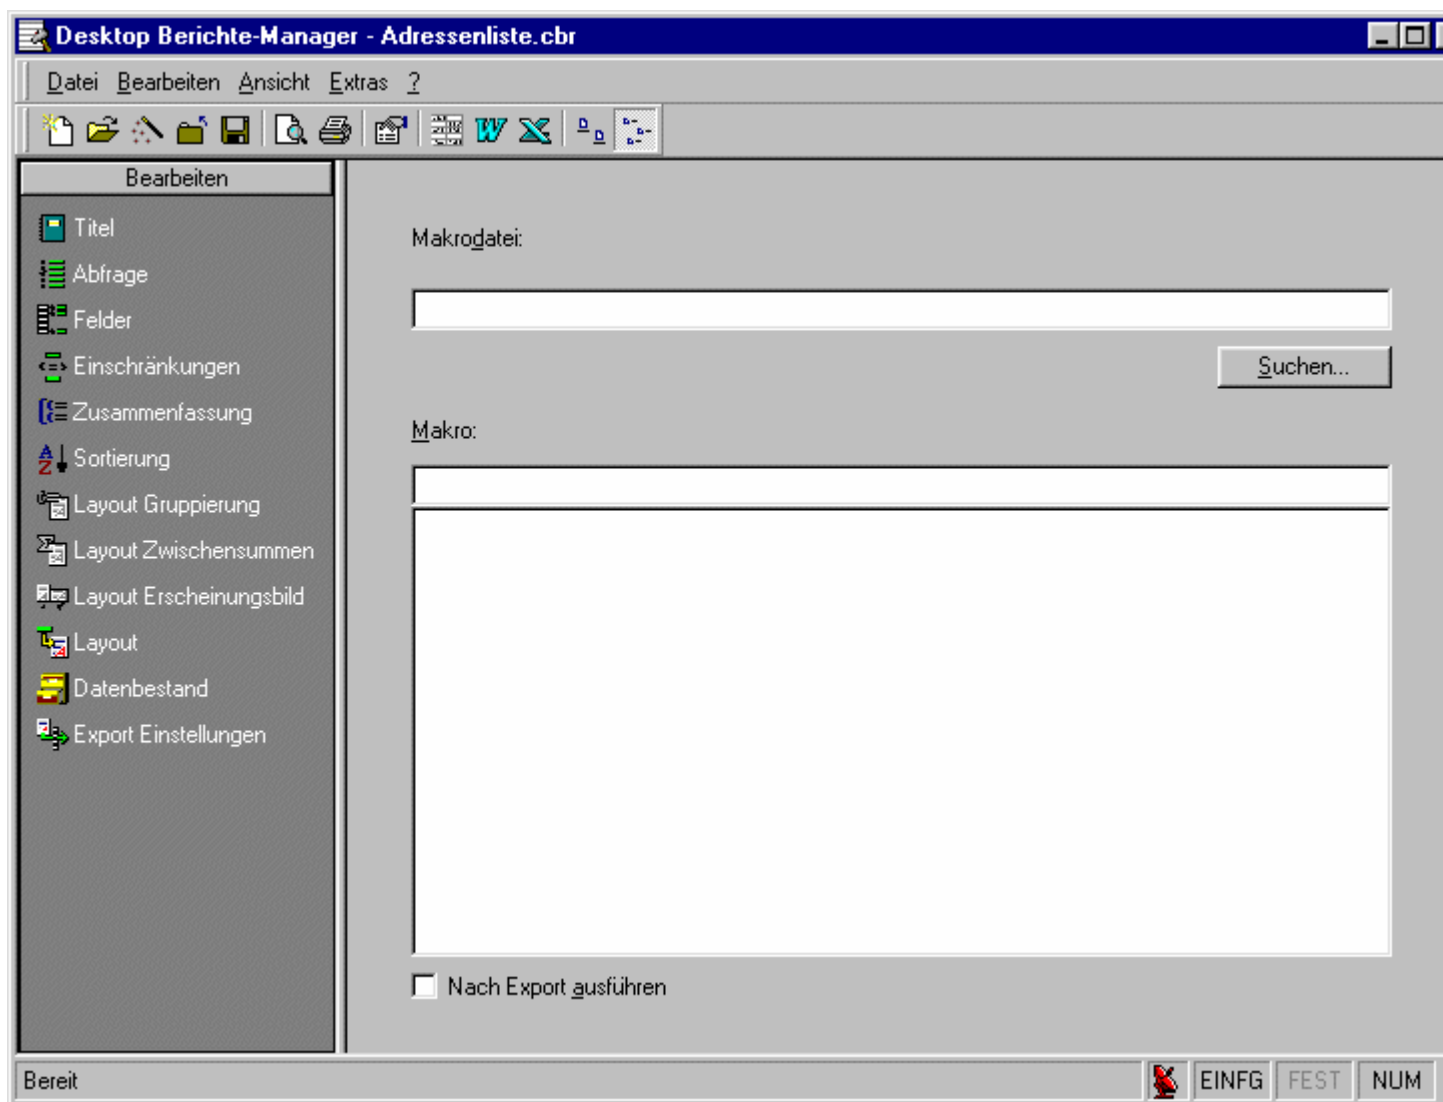 Desktop Berichte-Manager - Adressenliste.cbr
Datei Bearbeiten Ansicht Extras ?
Bearbeiten
Titel
Abfrage
Felder
Einschränkungen
Zusammenfassung
Sortierung
Layout Gruppierung
Layout Zwischensummen
Layout Erscheinungsbild
Layout
Datenbestand
Export Einstellungen
Makrodatei:
Suchen...
Makro:
Nach Export ausführen
Bereit
EINFG FEST NUM